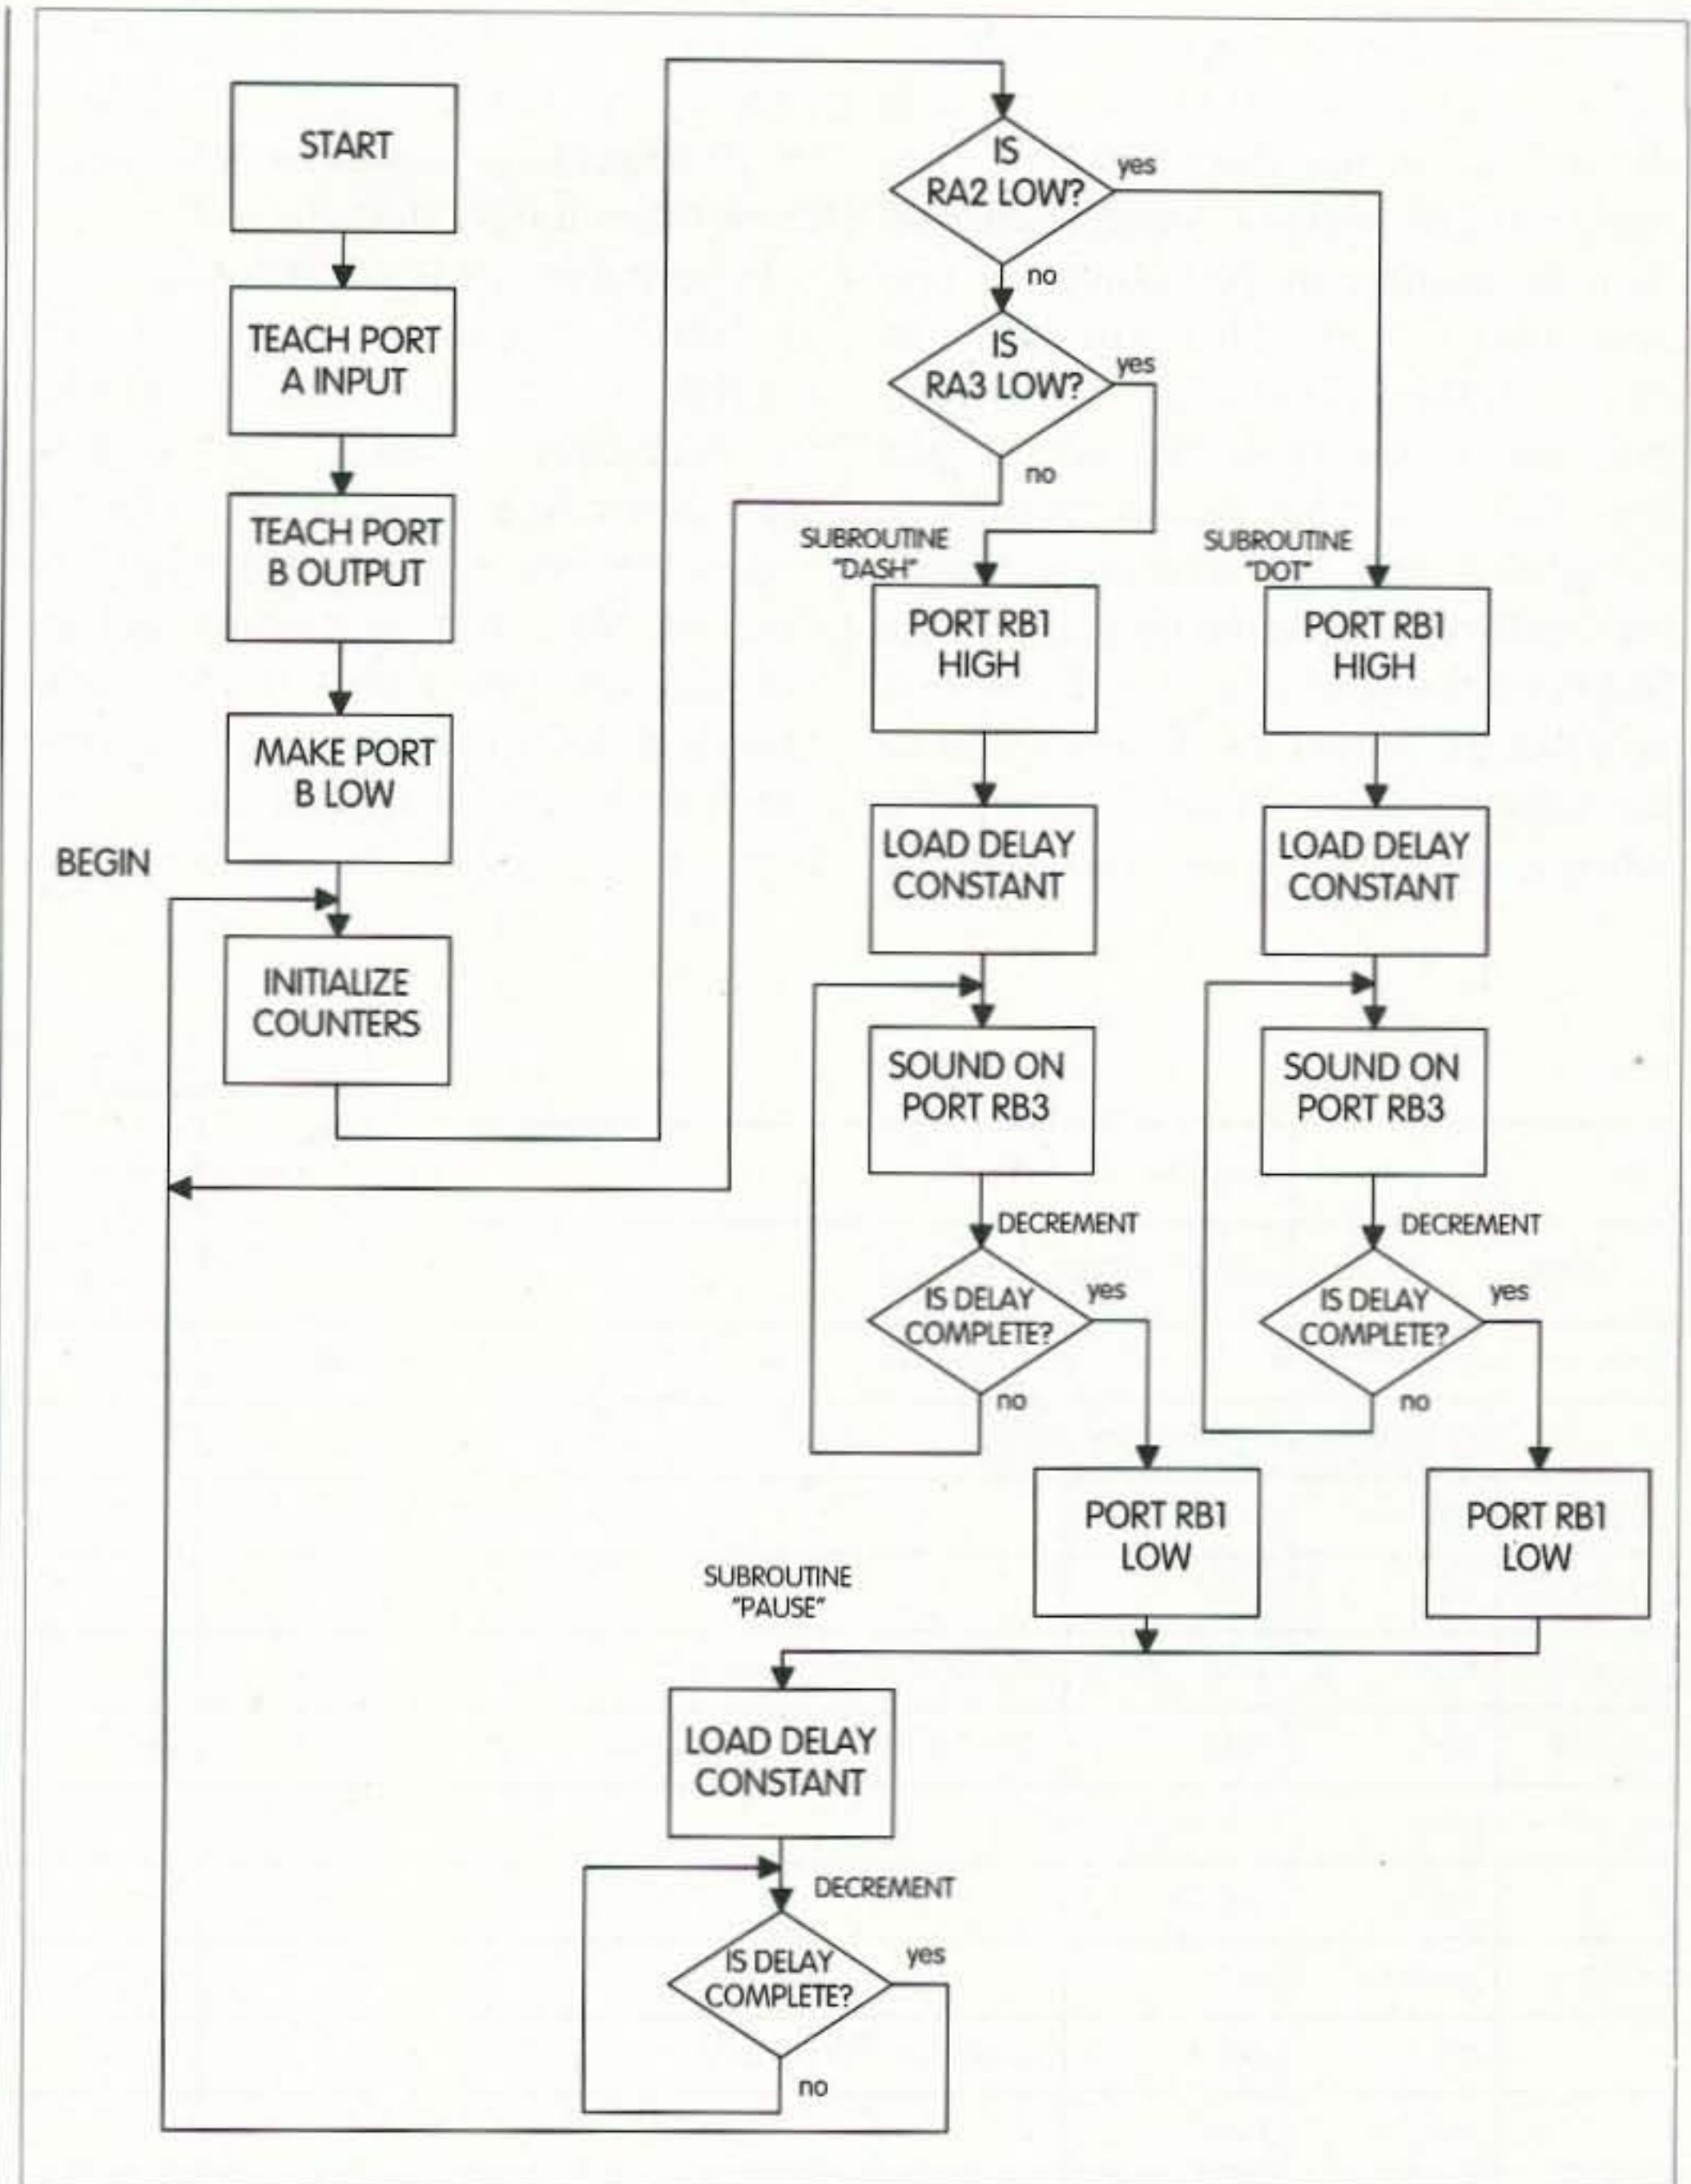 START
TEACH PORT
A INPUT
TEACH PORT
B OUTPUT
MAKE PORT
B LOW
BEGIN
INITIALIZE
COUNTERS
IS
RA2 LOW?
yes
no
IS
RA3 LOW?
yes
no
SUBROUTINE
"DASH"
PORT RB1
HIGH
LOAD DELAY
CONSTANT
SOUND ON
PORT RB3
DECREMENT
IS DELAY
COMPLETE?
yes
no
PORT RB1
LOW
SUBROUTINE
"DOT"
PORT RB1
HIGH
LOAD DELAY
CONSTANT
SOUND ON
PORT RB3
DECREMENT
IS DELAY
COMPLETE?
yes
no
PORT RB1
LOW
SUBROUTINE
"PAUSE"
LOAD DELAY
CONSTANT
DECREMENT
IS DELAY
COMPLETE?
yes
no